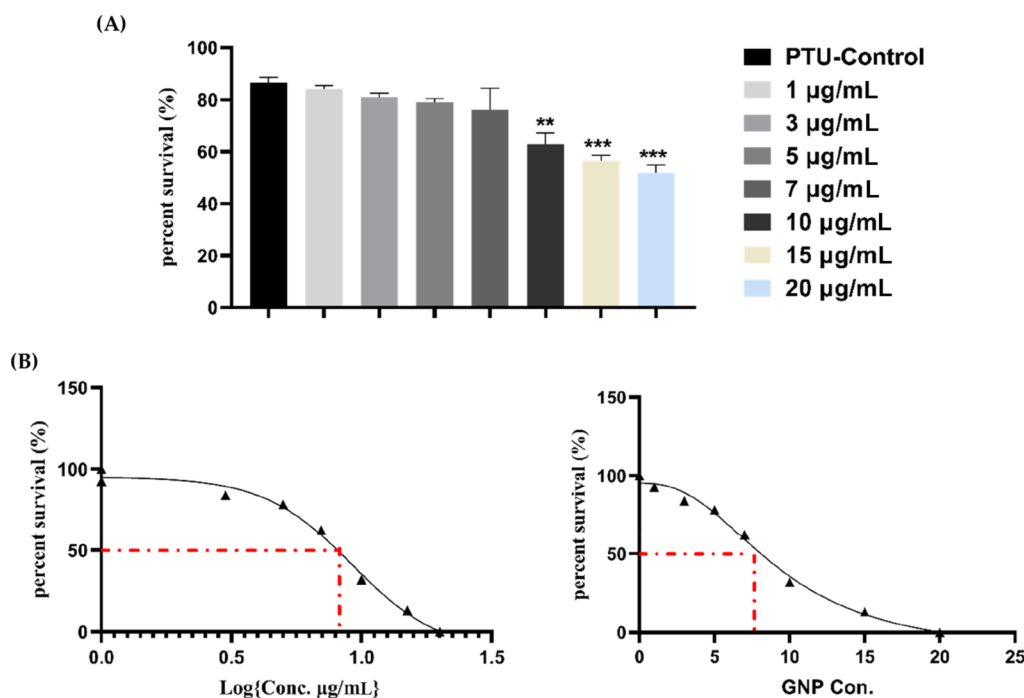 (A)
percent survival (%)
100
80
60
40
20
0
**
***
***
PTU-Control
1 µg/mL
3 µg/mL
5 µg/mL
7 µg/mL
10 µg/mL
15 µg/mL
20 µg/mL
(B)
percent survival (%)
150
100
50
0
0.0 0.5 1.0 1.5
Log{Conc. µg/mL}
percent survival (%)
150
100
50
0
0 5 10 15 20 25
GNP Con.